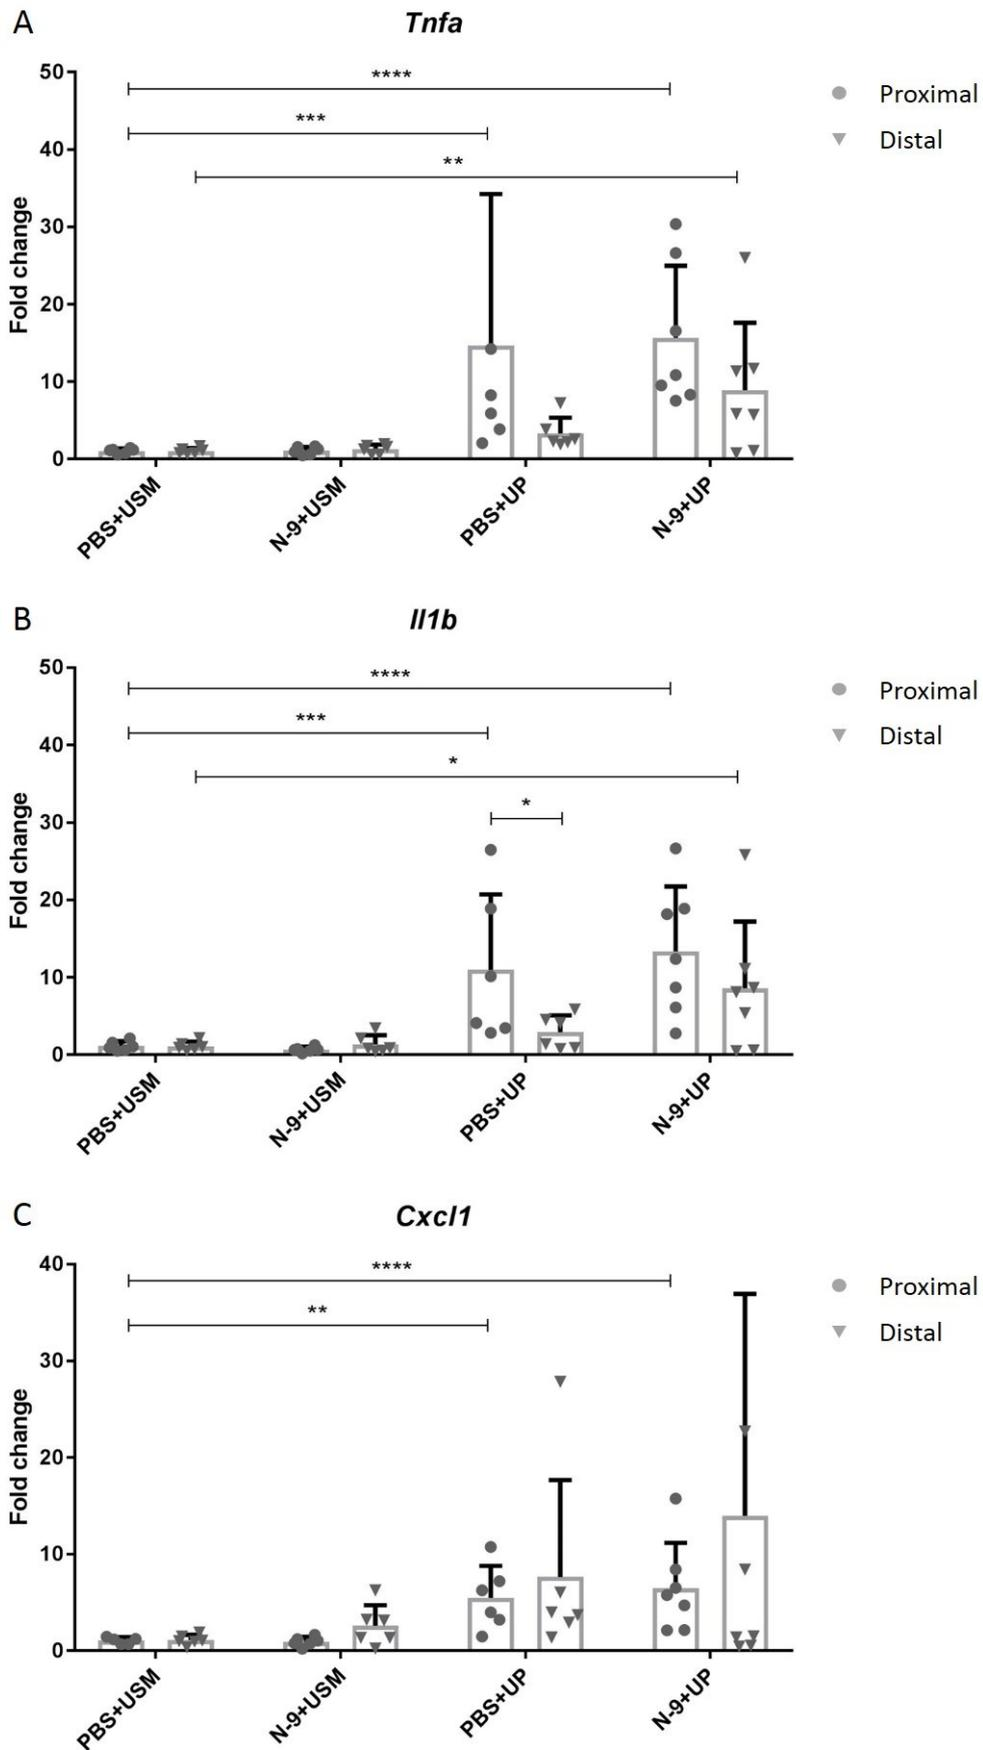 A
Tnfa
50
40
30
20
10
0
Fold change
****
***
**
Proximal
Distal
PBS+USM
N-9+USM
PBS+UP
N-9+UP
B
Il1b
50
40
30
20
10
0
Fold change
****
***
*
*
Proximal
Distal
PBS+USM
N-9+USM
PBS+UP
N-9+UP
C
Cxcl1
40
30
20
10
0
Fold change
****
**
Proximal
Distal
PBS+USM
N-9+USM
PBS+UP
N-9+UP